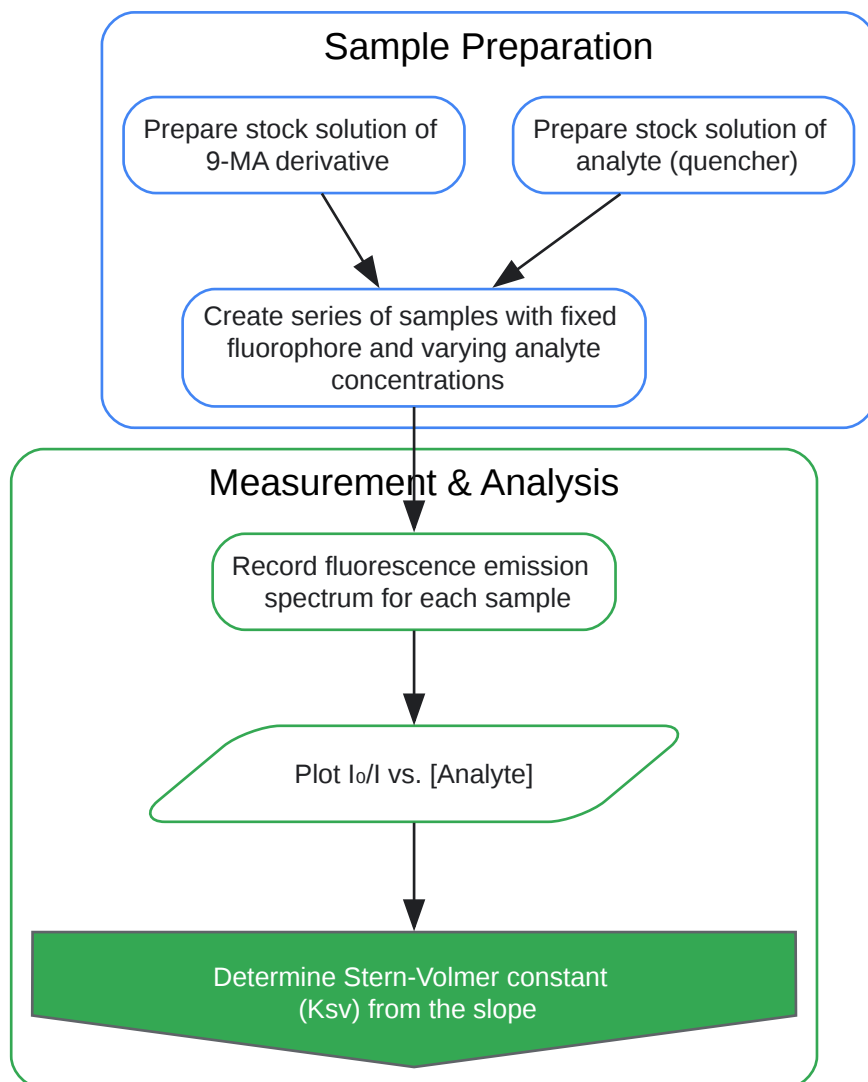 Sample Preparation
Prepare stock solution of
9-MA derivative
Prepare stock solution of
analyte (quencher)
Create series of samples with fixed
fluorophore and varying analyte
concentrations
Measurement & Analysis
Record fluorescence emission
spectrum for each sample
Plot I₀/I vs. [Analyte]
Determine Stern-Volmer constant
(Ksv) from the slope